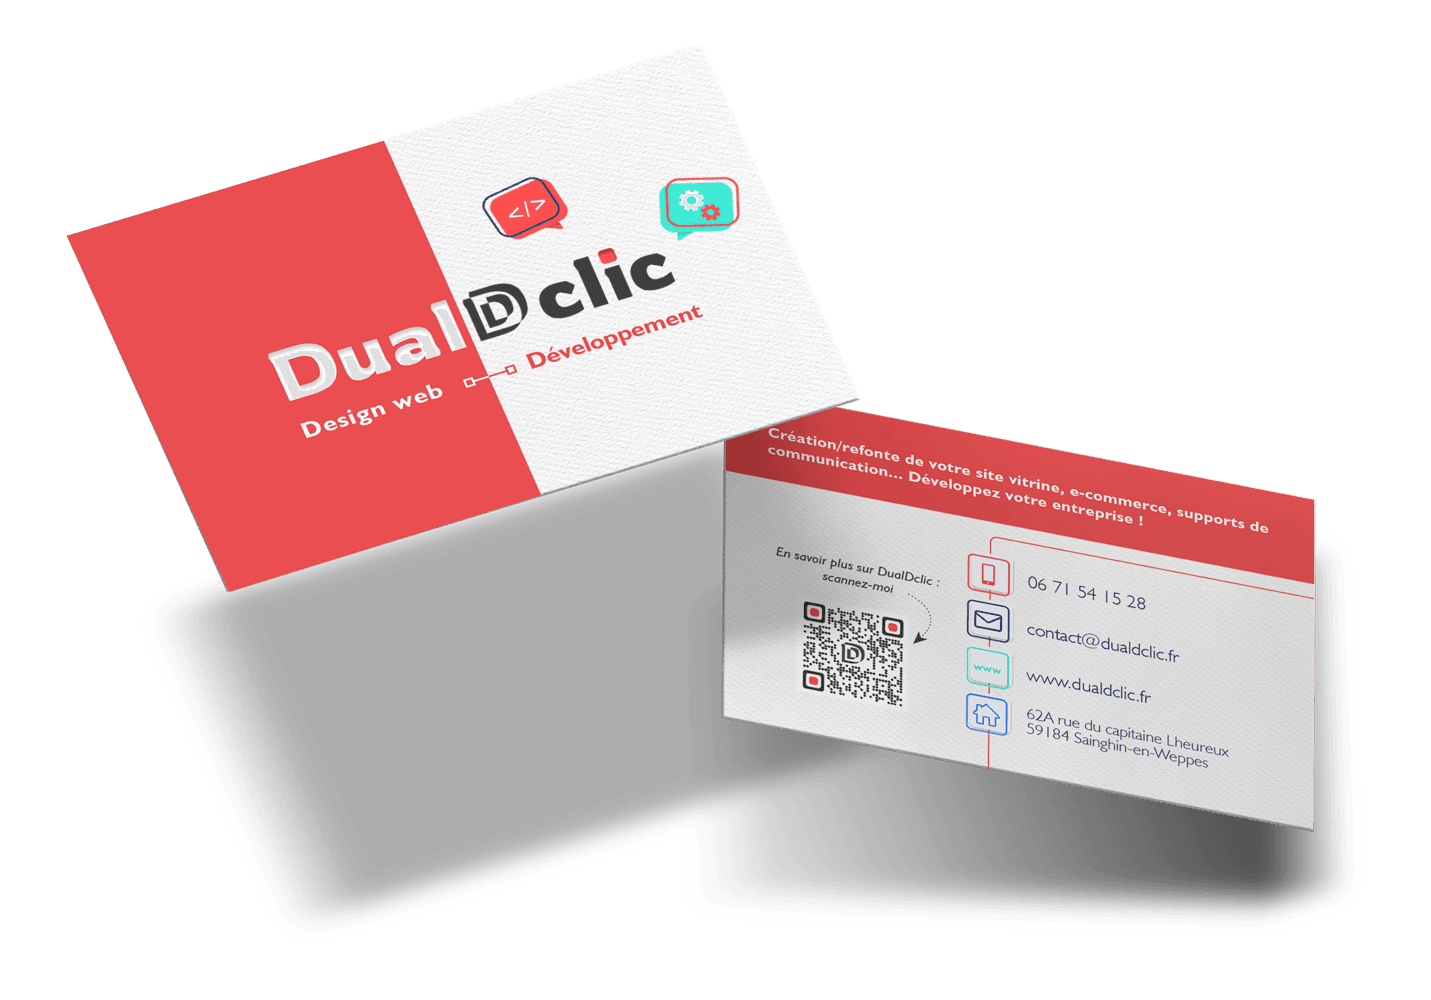 </>
DualDclic
Design web
Développement
Création/refonte de votre site vitrine, e-commerce, supports de
communication... Développez votre entreprise !
En savoir plus sur DualDclic :
scannez-moi
06 71 54 15 28
contact@dualdclic.fr
www
www.dualdclic.fr
62A rue du capitaine Lheureux
59184 Sainghin-en-Weppes